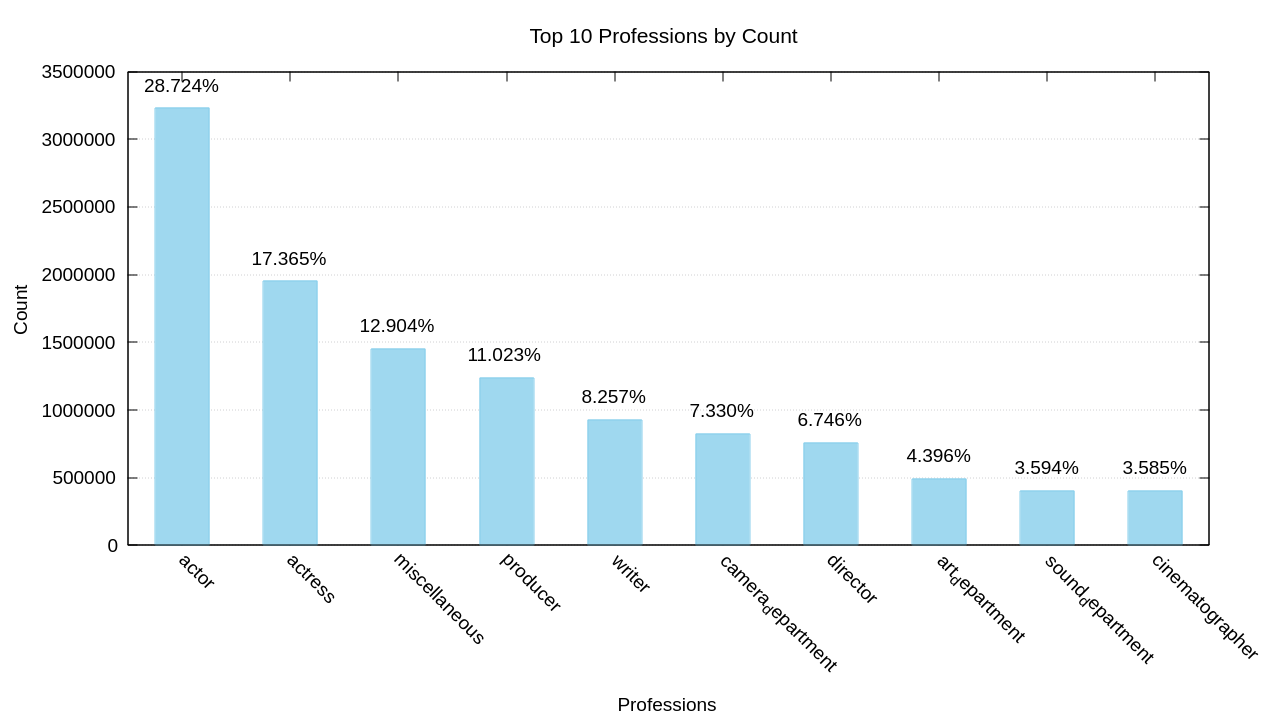 Top 10 Professions by Count
3500000
3000000
2500000
2000000
1500000
1000000
500000
0
Count
28.724%
17.365%
12.904%
11.023%
8.257%
7.330%
6.746%
4.396%
3.594%
3.585%
actor
actress
miscellaneous
producer
writer
camera_department
director
art_department
sound_department
cinematographer
Professions